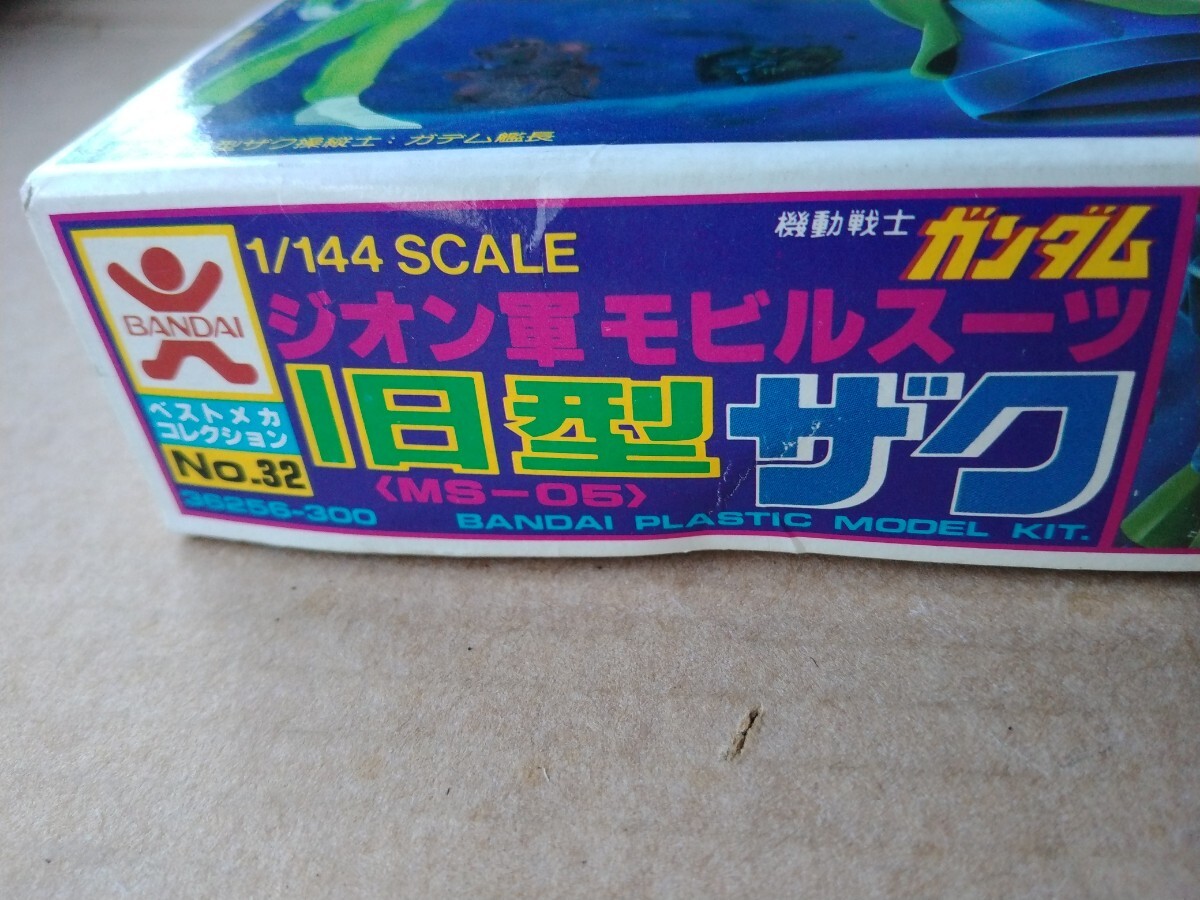 型ザク操縦士：ガデム艦長
機動戦士 ガンダム
BANDAI
1/144 SCALE
ジオン軍 モビルスーツ
旧型 ザク
ベストメカ
コレクション
No.32
〈MS-05〉
36256-300
BANDAI PLASTIC MODEL KIT.